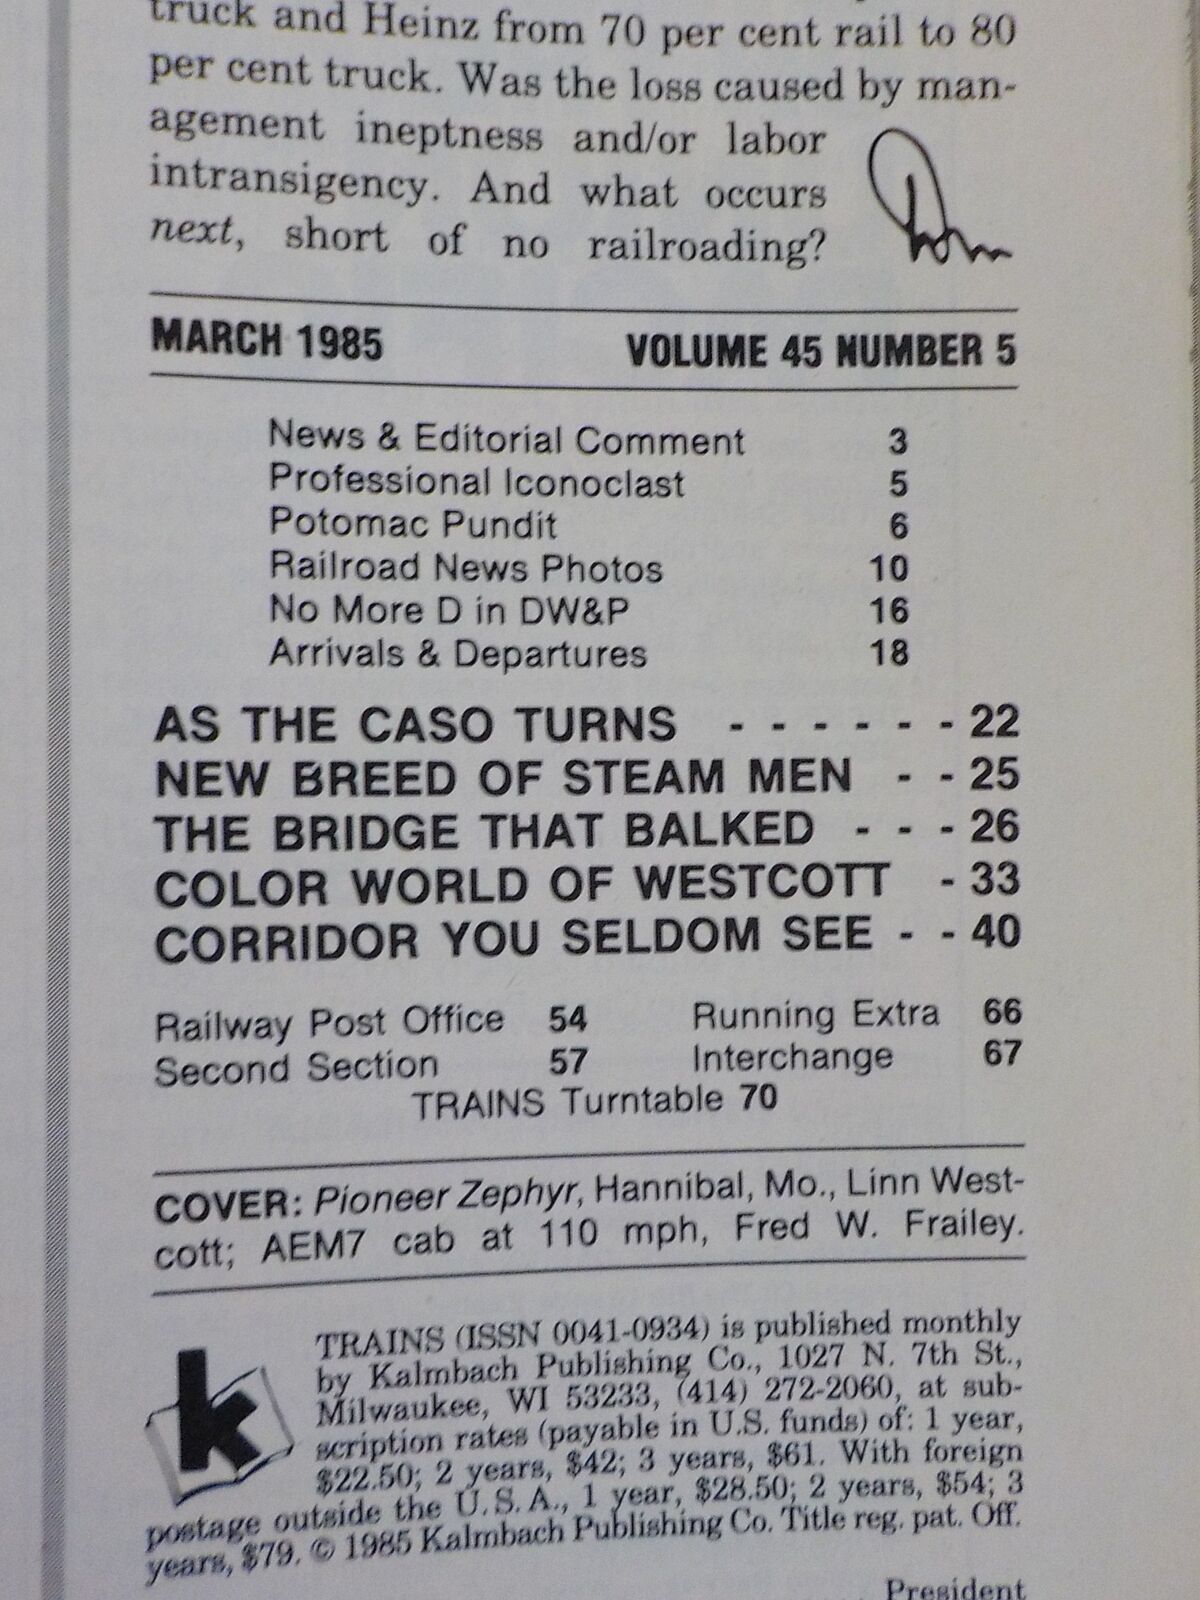 truck and Heinz from 70 per cent rail to 80
per cent truck. Was the loss caused by man-
agement ineptness and/or labor
intransigency. And what occurs
next, short of no railroading?
MARCH 1985 VOLUME 45 NUMBER 5
News & Editorial Comment 3
Professional Iconoclast 5
Potomac Pundit 6
Railroad News Photos 10
No More D in DW&P 16
Arrivals & Departures 18
AS THE CASO TURNS - - - - - - 22
NEW BREED OF STEAM MEN - - 25
THE BRIDGE THAT BALKED - - - 26
COLOR WORLD OF WESTCOTT - 33
CORRIDOR YOU SELDOM SEE - - 40
Railway Post Office 54 Running Extra 66
Second Section 57 Interchange 67
TRAINS Turntable 70
COVER: Pioneer Zephyr, Hannibal, Mo., Linn West-
cott; AEM7 cab at 110 mph, Fred W. Frailey.
k
TRAINS (ISSN 0041-0934) is published monthly
by Kalmbach Publishing Co., 1027 N. 7th St.,
Milwaukee, WI 53233, (414) 272-2060, at sub-
scription rates (payable in U.S. funds) of: 1 year,
$22.50; 2 years, $42; 3 years, $61. With foreign
postage outside the U.S.A., 1 year, $28.50; 2 years, $54; 3
years, $79. © 1985 Kalmbach Publishing Co. Title reg. pat. Off.
President